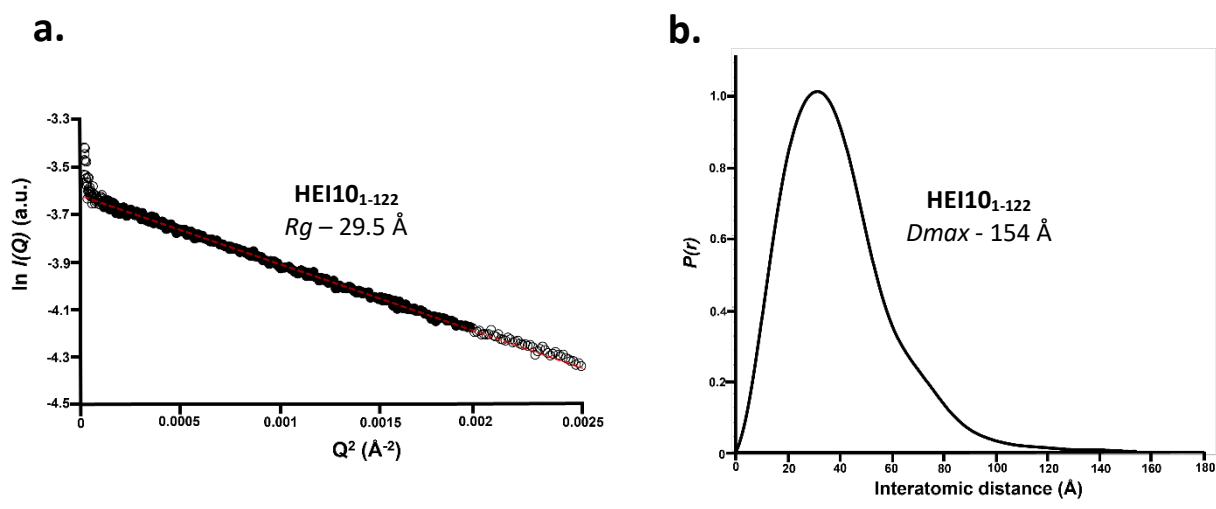 a.
-3.3
-3.5
-3.7
-3.9
-4.1
-4.3
-4.5
ln I(Q) (a.u.)
HEI10₁₋₁₂₂
Rg – 29.5 Å
0 0.0005 0.001 0.0015 0.002 0.0025
Q² (Å⁻²)
b.
1.0
0.8
0.6
0.4
0.2
0
P(r)
HEI10₁₋₁₂₂
Dmax - 154 Å
0 20 40 60 80 100 120 140 160 180
Interatomic distance (Å)